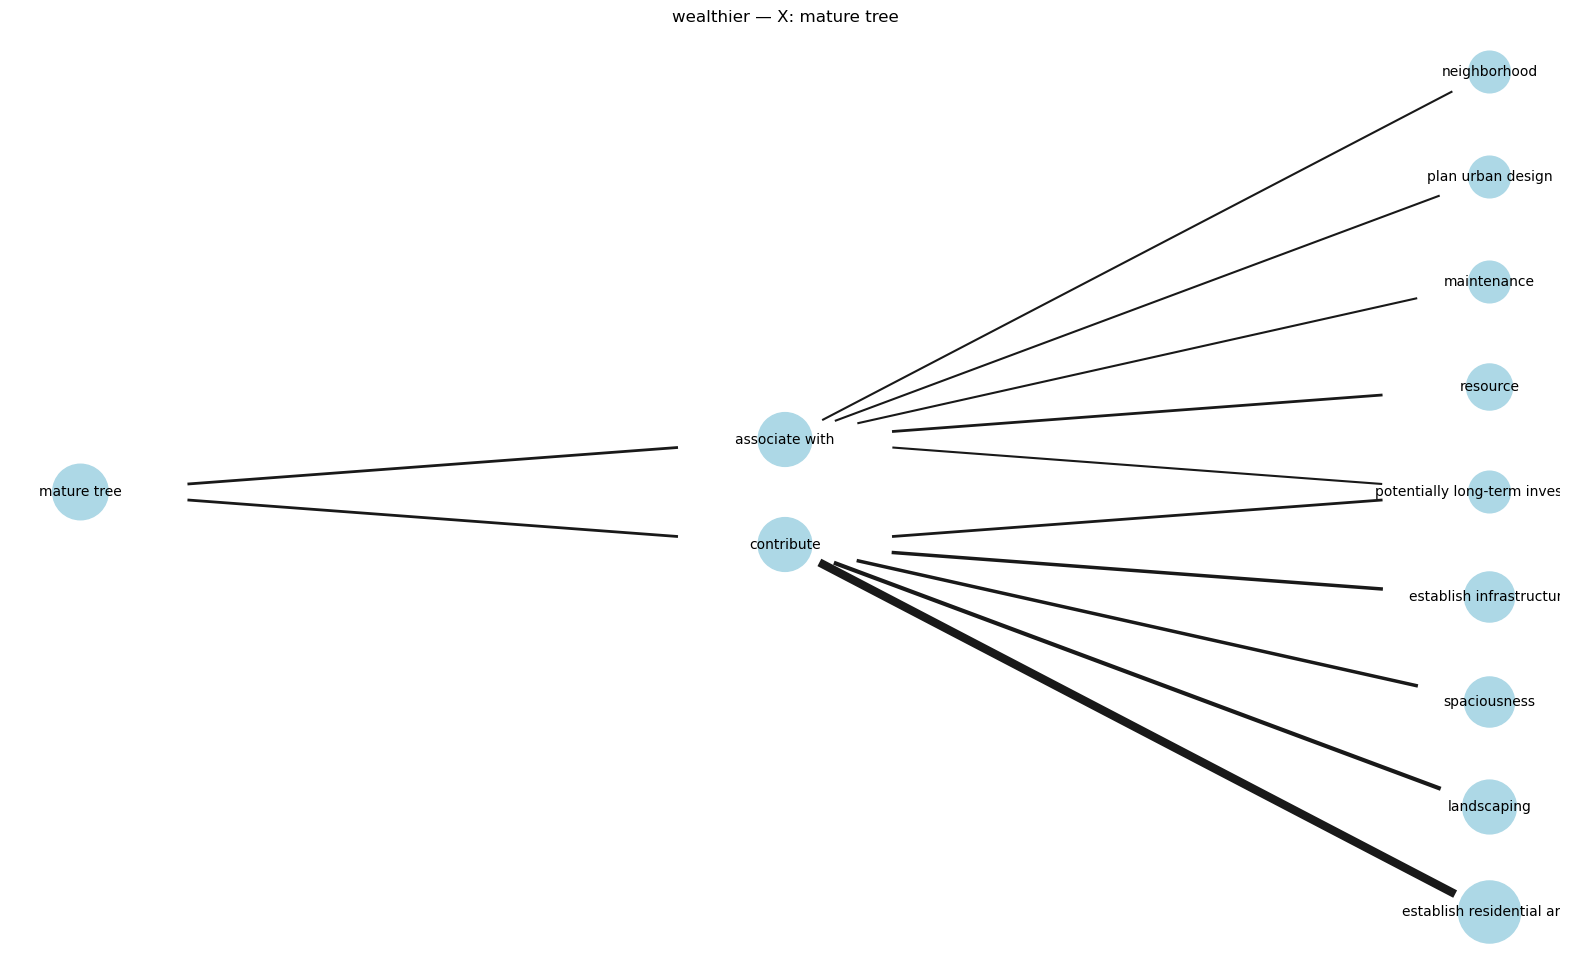 wealthier — X: mature tree
neighborhood
plan urban design
maintenance
resource
associate with
mature tree
potentially long-term inves
contribute
establish infrastructur
spaciousness
landscaping
establish residential ar